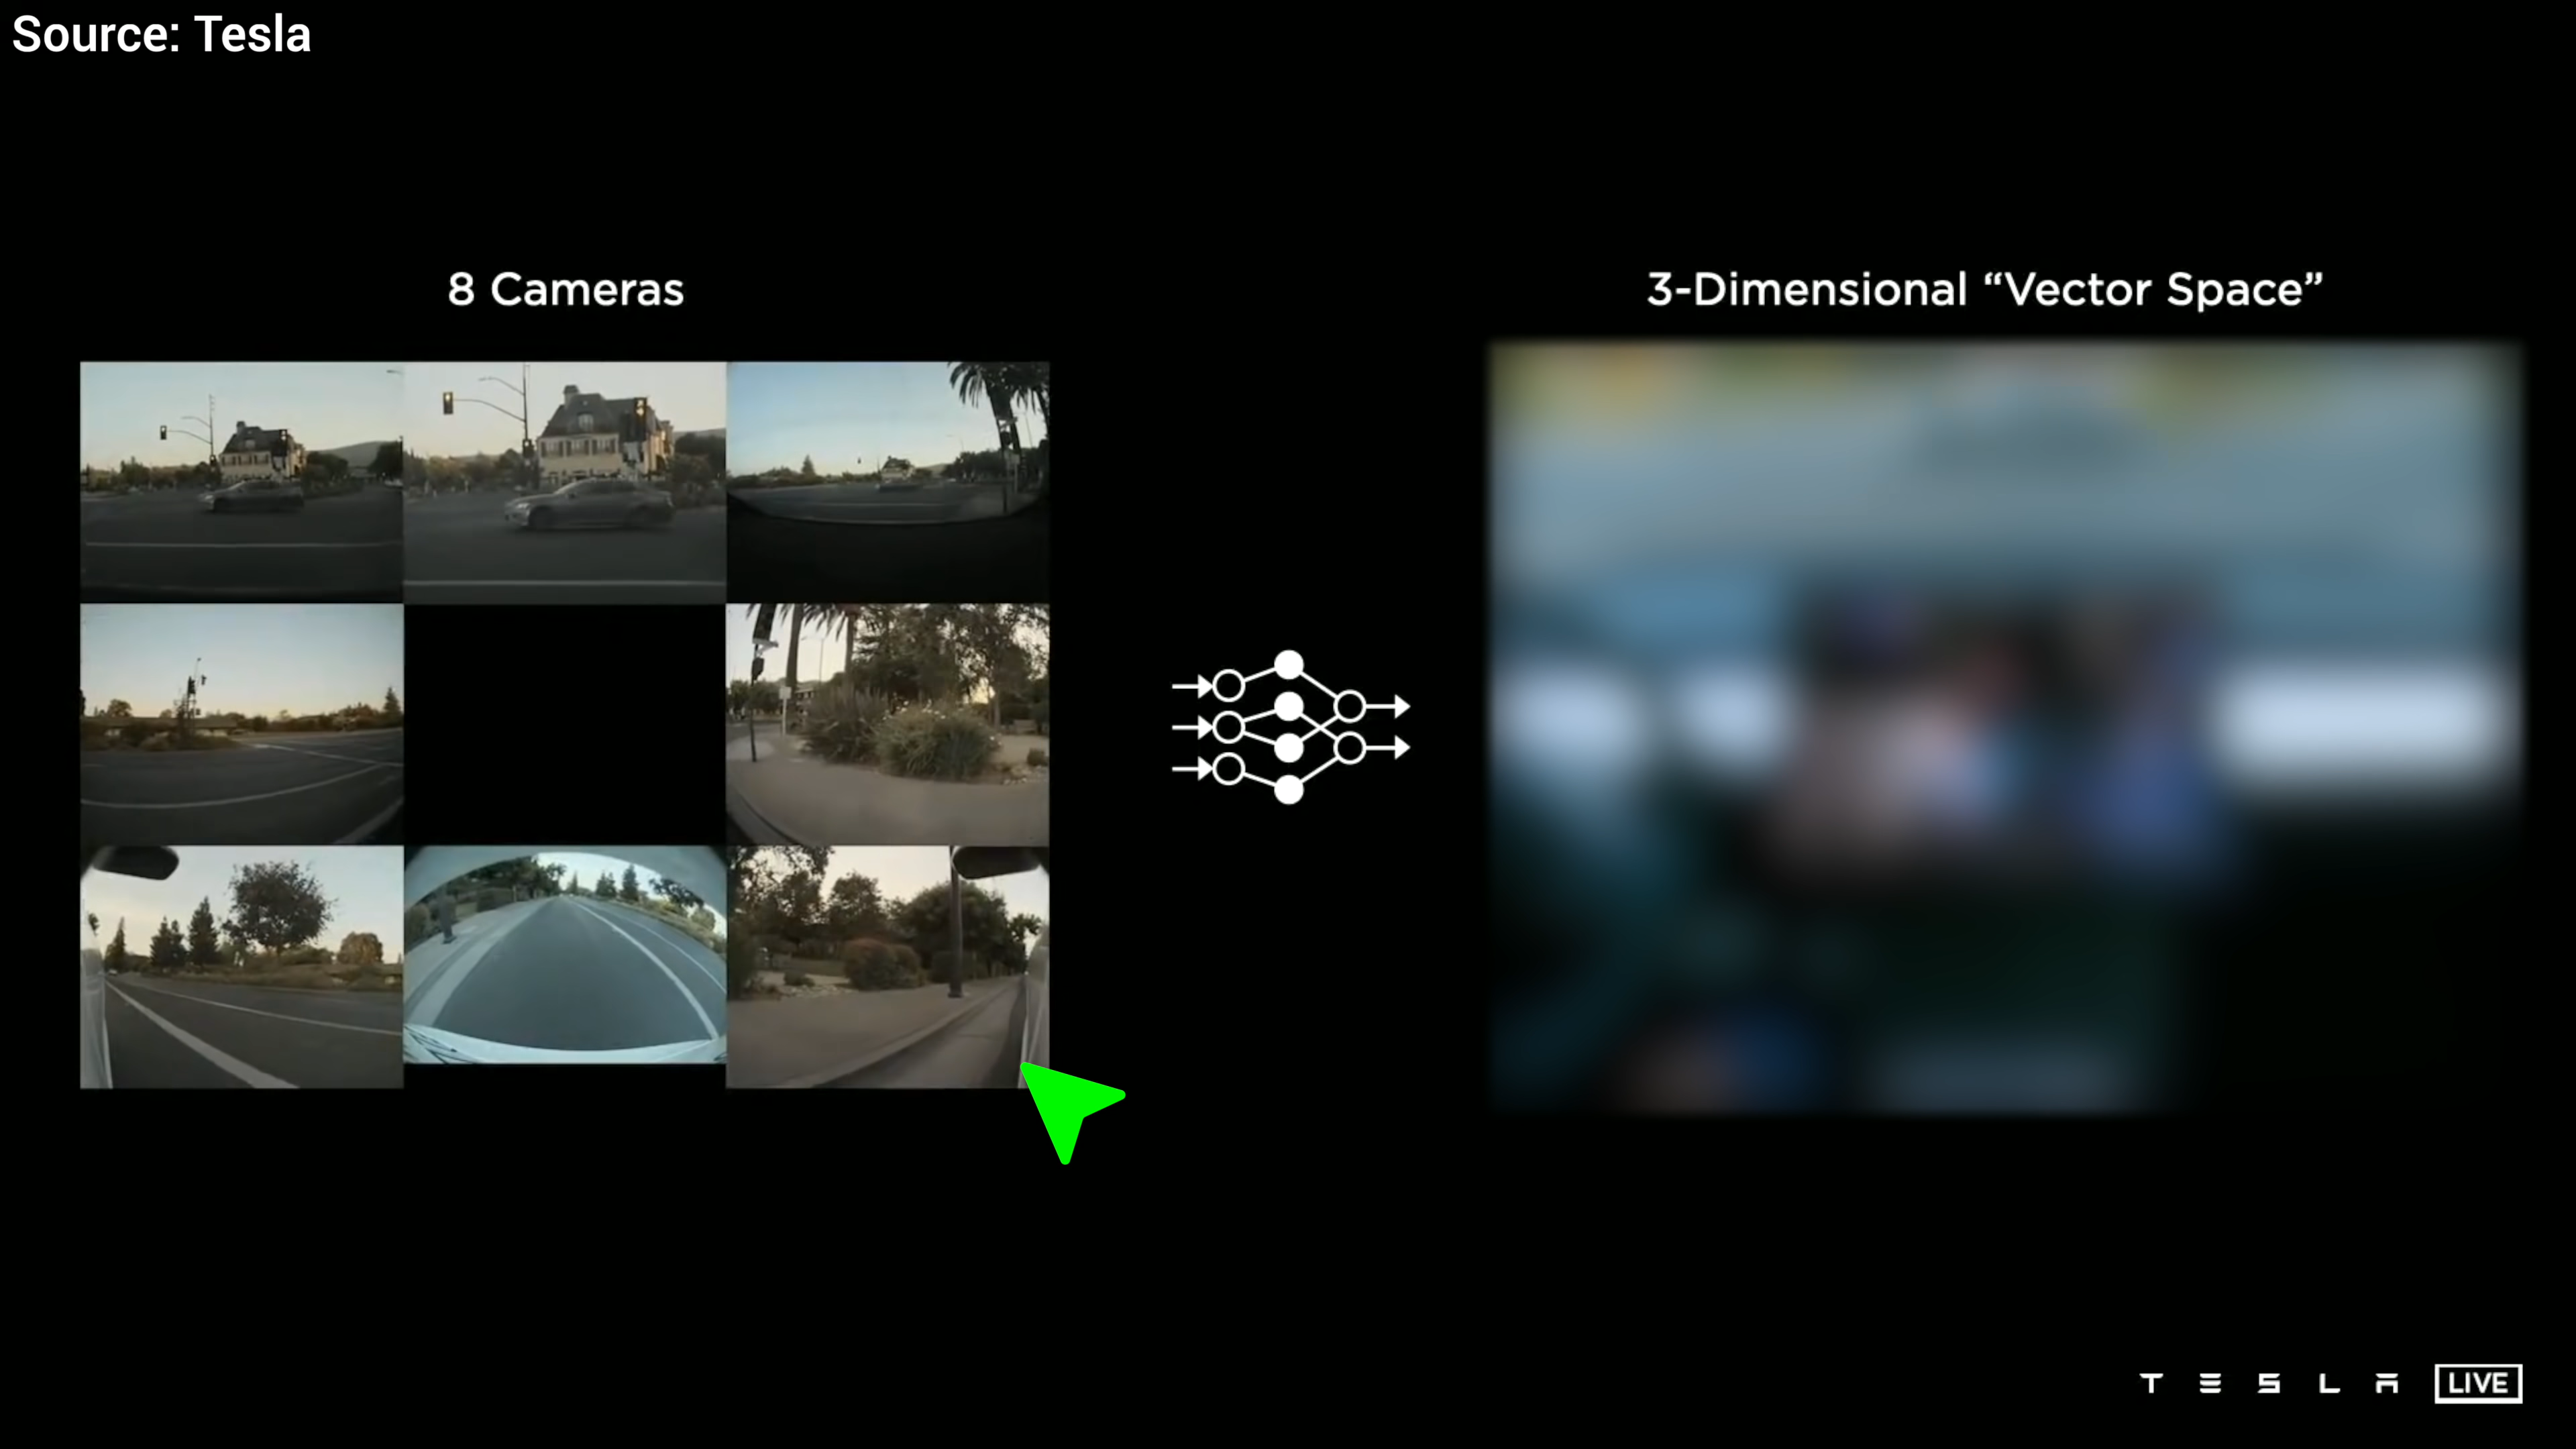 Source: Tesla
8 Cameras
3-Dimensional “Vector Space”
TESLA LIVE